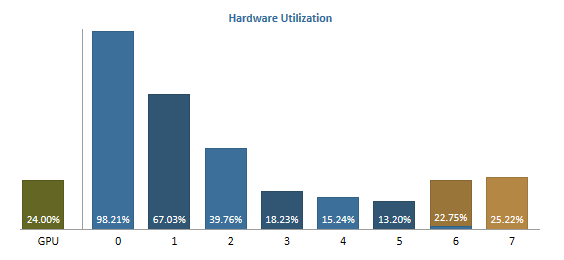 Hardware Utilization
24.00% 98.21% 67.03% 39.76% 18.23% 15.24% 13.20% 22.75% 25.22%
GPU 0 1 2 3 4 5 6 7